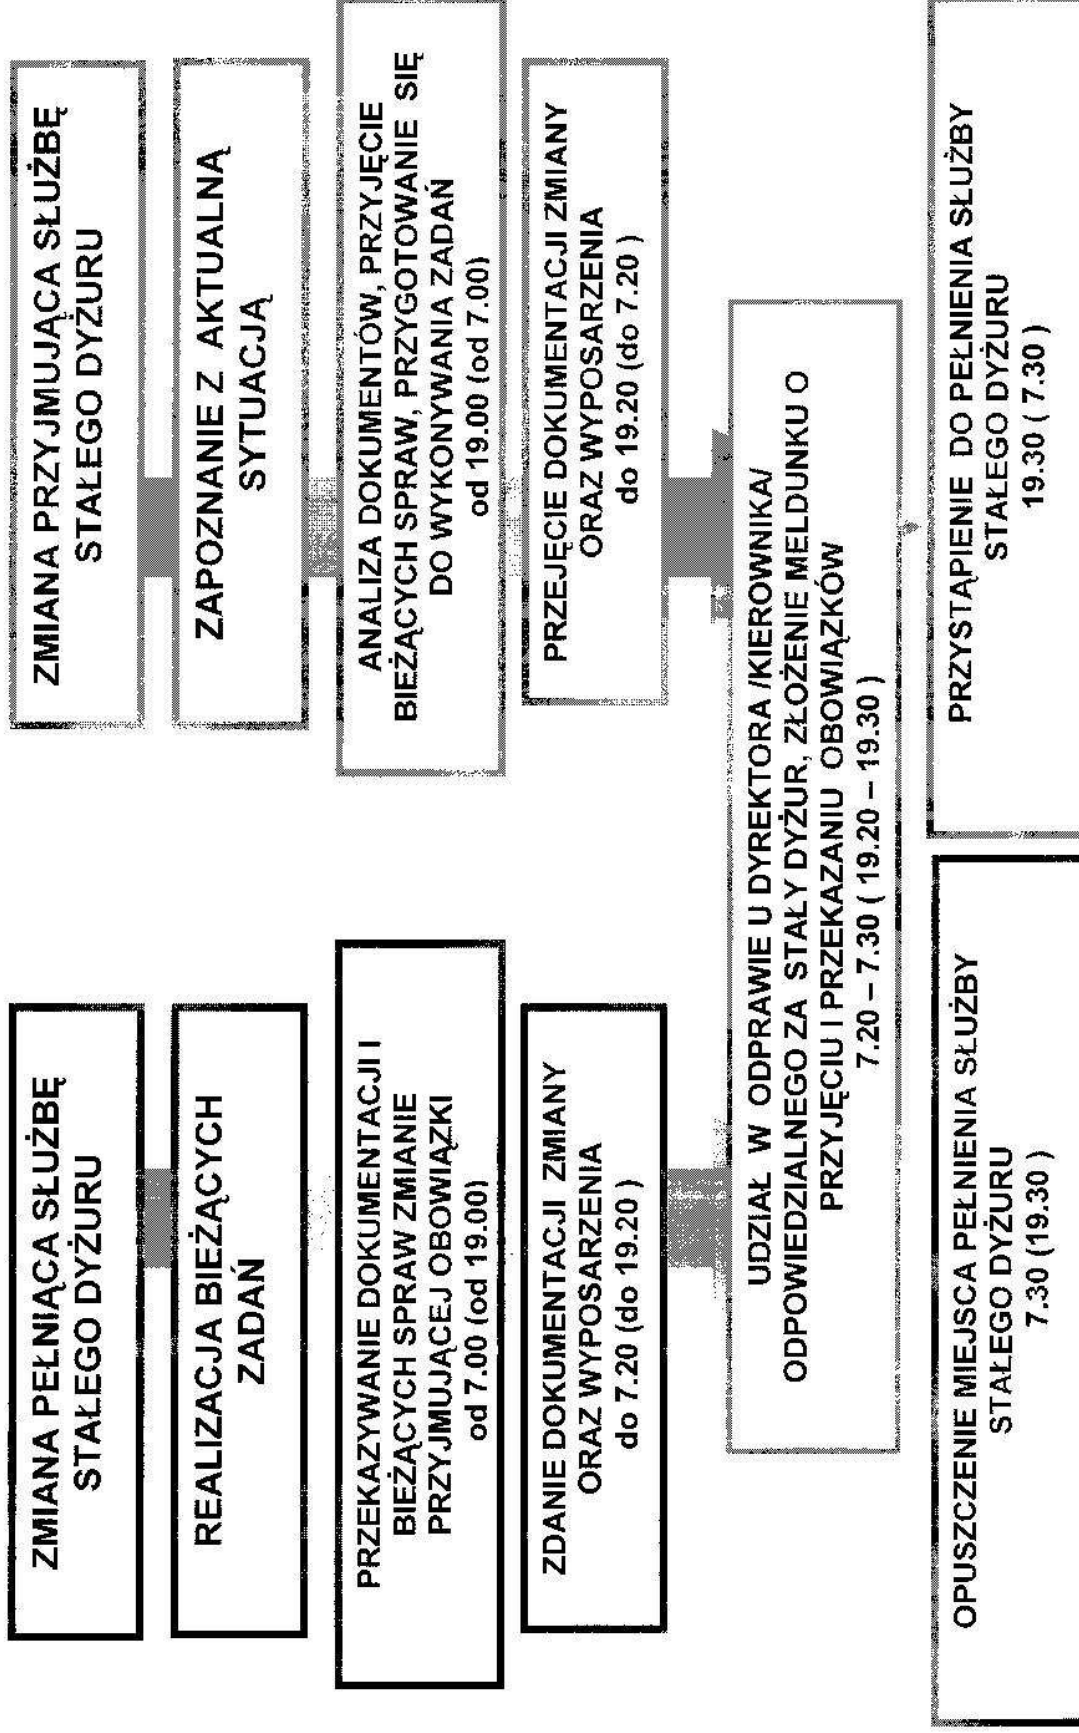 ZMIANA PEŁNIĄCA SŁUŻBĘ
STAŁEGO DYŻURU
REALIZACJA BIEŻĄCYCH
ZADAŃ
PRZEKAZYWANIE DOKUMENTACJI I
BIEŻĄCYCH SPRAW ZMIANIE
PRZYJMUJĄCEJ OBOWIĄZKI
od 7.00 (od 19.00)
ZDANIE DOKUMENTACJI ZMIANY
ORAZ WYPOSARZENIA
do 7.20 (do 19.20 )
ZMIANA PRZYJMUJĄCA SŁUŻBĘ
STAŁEGO DYŻURU
ZAPOZNANIE Z AKTUALNĄ
SYTUACJĄ
ANALIZA DOKUMENTÓW, PRZYJĘCIE
BIEŻĄCYCH SPRAW, PRZYGOTOWANIE SIĘ
DO WYKONYWANIA ZADAŃ
od 19.00 (od 7.00)
PRZEJĘCIE DOKUMENTACJI ZMIANY
ORAZ WYPOSARZENIA
do 19.20 (do 7.20 )
UDZIAŁ W ODPRAWIE U DYREKTORA /KIEROWNIKA/
ODPOWIEDZIALNEGO ZA STAŁY DYŻUR, ZŁOŻENIE MELDUNKU O
PRZYJĘCIU I PRZEKAZANIU OBOWIĄZKÓW
7.20 – 7.30 ( 19.20 – 19.30 )
OPUSZCZENIE MIEJSCA PEŁNIENIA SŁUŻBY
STAŁEGO DYŻURU
7.30 (19.30 )
PRZYSTĄPIENIE DO PEŁNIENIA SŁUŻBY
STAŁEGO DYŻURU
19.30 ( 7.30 )